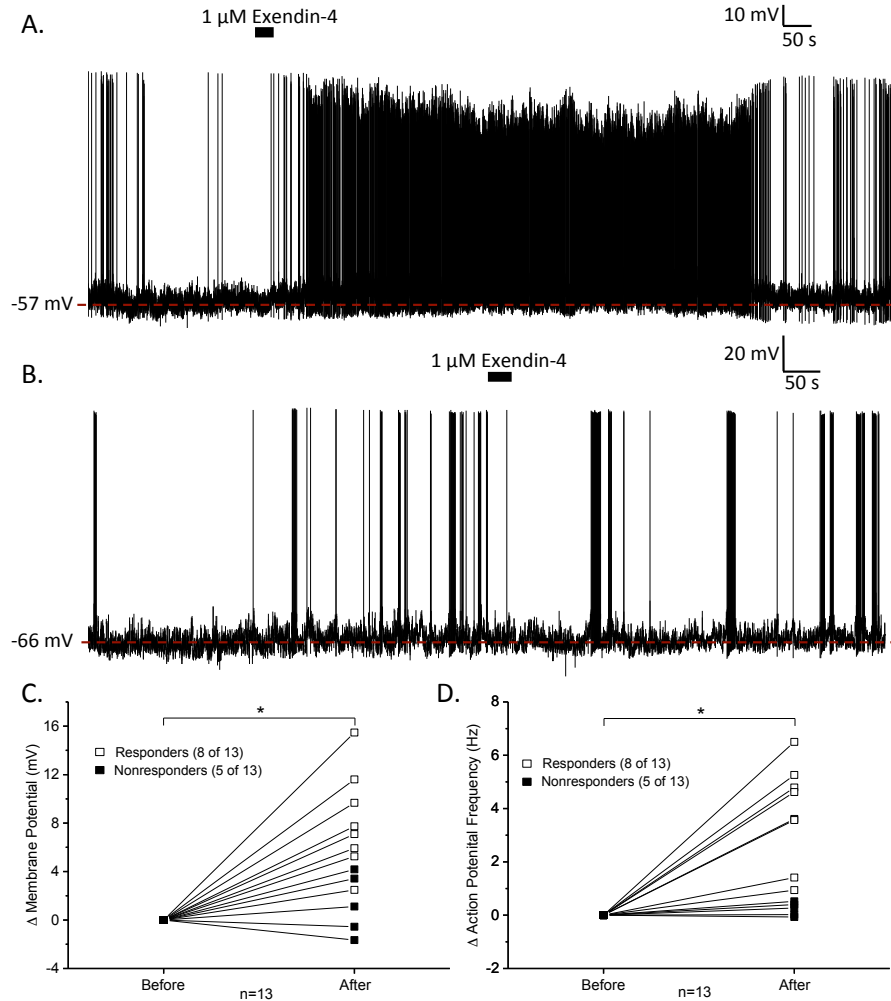 A.
1 μM Exendin-4
10 mV
50 s
-57 mV
B.
1 μM Exendin-4
20 mV
50 s
-66 mV
C.
Δ Membrane Potential (mV)
16
12
8
4
0
-4
*
Responders (8 of 13)
Nonresponders (5 of 13)
Before
After
n=13
D.
Δ Action Potenital Frequency (Hz)
8
6
4
2
0
-2
*
Responders (8 of 13)
Nonresponders (5 of 13)
Before
After
n=13